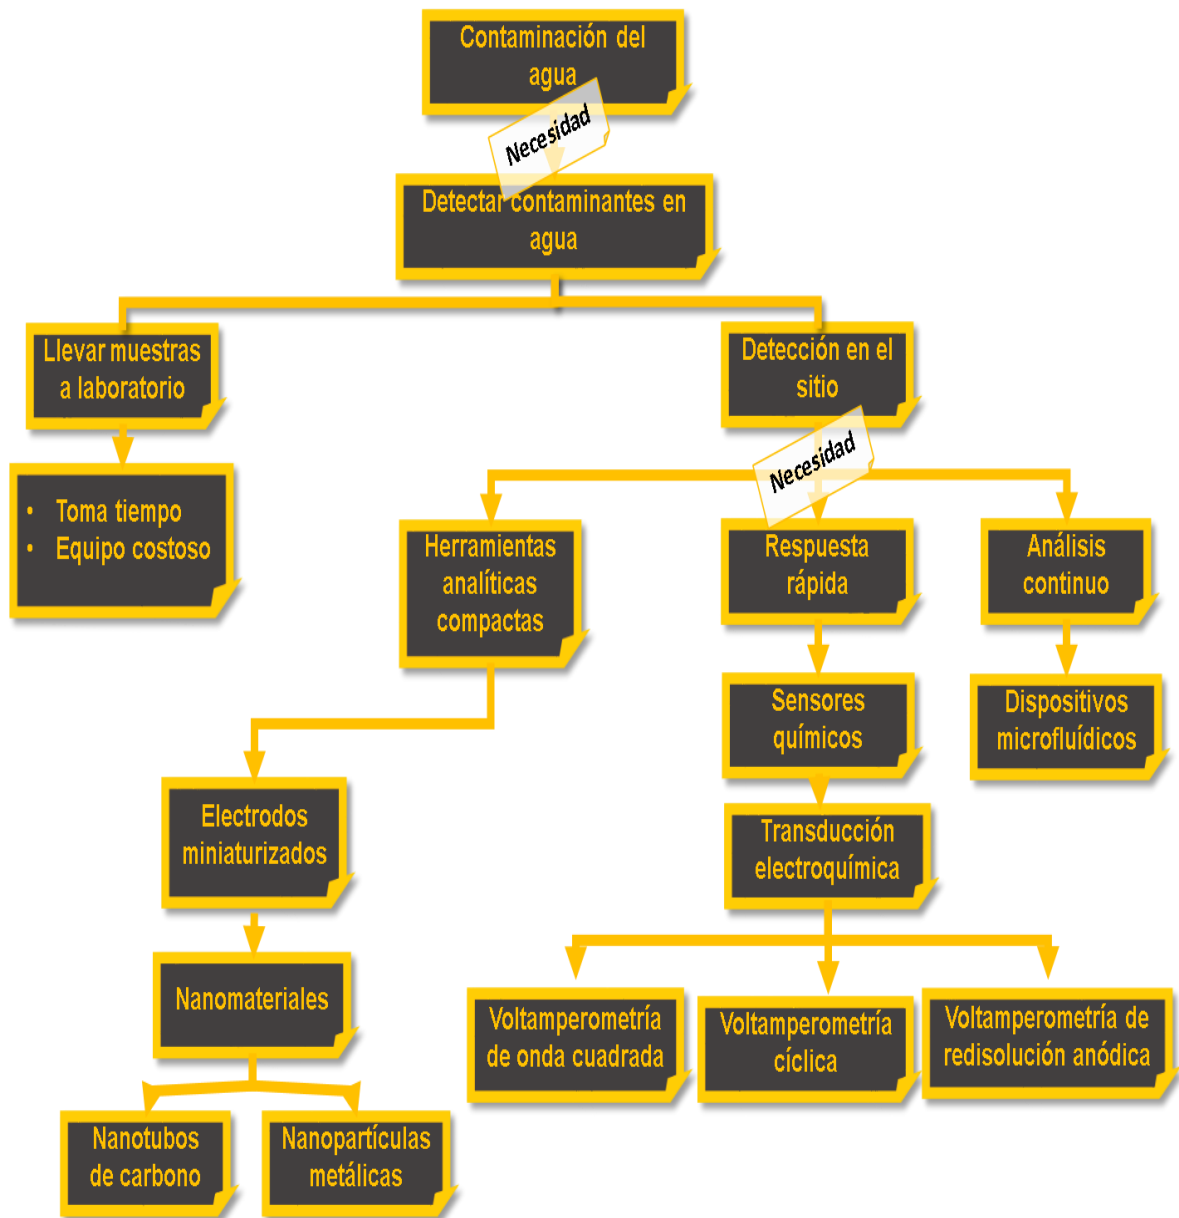 Contaminación del
agua
Necesidad
Detectar contaminantes en
agua
Llevar muestras
a laboratorio
Detección en el
sitio
• Toma tiempo
• Equipo costoso
Necesidad
Herramientas
analíticas
compactas
Respuesta
rápida
Análisis
continuo
Sensores
químicos
Dispositivos
microfluídicos
Electrodos
miniaturizados
Transducción
electroquímica
Nanomateriales
Voltamperometría
de onda cuadrada
Voltamperometría
cíclica
Voltamperometría de
redisolución anódica
Nanotubos
de carbono
Nanopartículas
metálicas